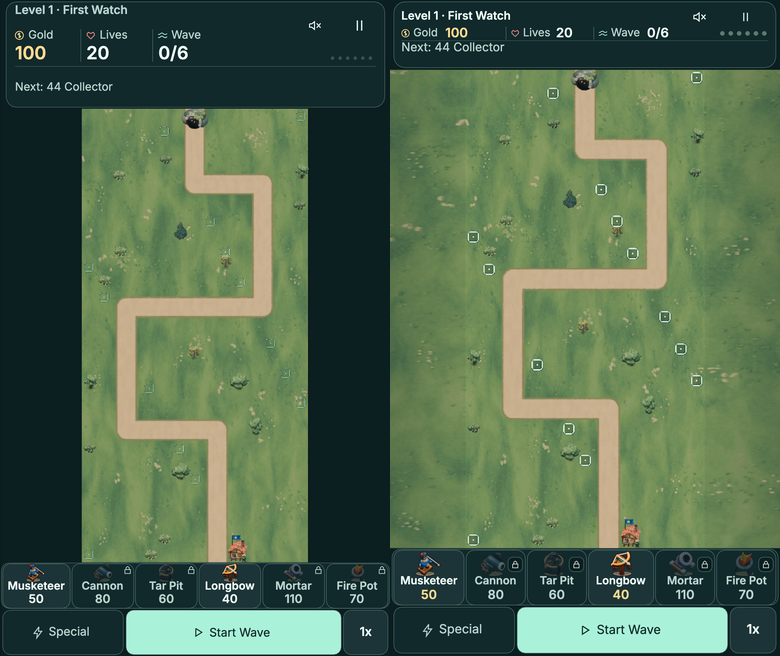 Level 1 · First Watch
Gold Lives Wave
100 20 0/6
Next: 44 Collector
Musketeer Cannon Tar Pit Longbow Mortar Fire Pot
50 80 60 40 110 70
Special Start Wave 1x
Level 1 · First Watch
Gold 100 Lives 20 Wave 0/6
Next: 44 Collector
Musketeer Cannon Tar Pit Longbow Mortar Fire Pot
50 80 60 40 110 70
Special Start Wave 1x